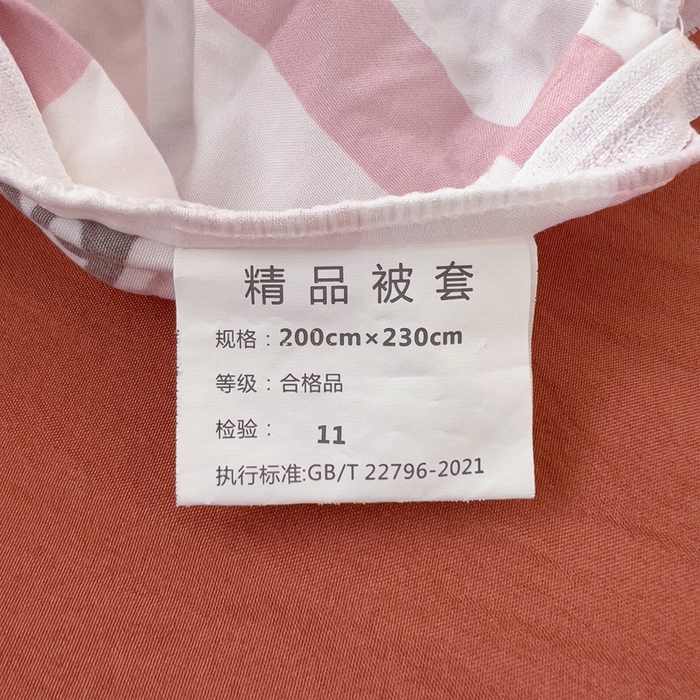 精品被套
规格：200cm×230cm
等级：合格品
检验： 11
执行标准:GB/T 22796-2021